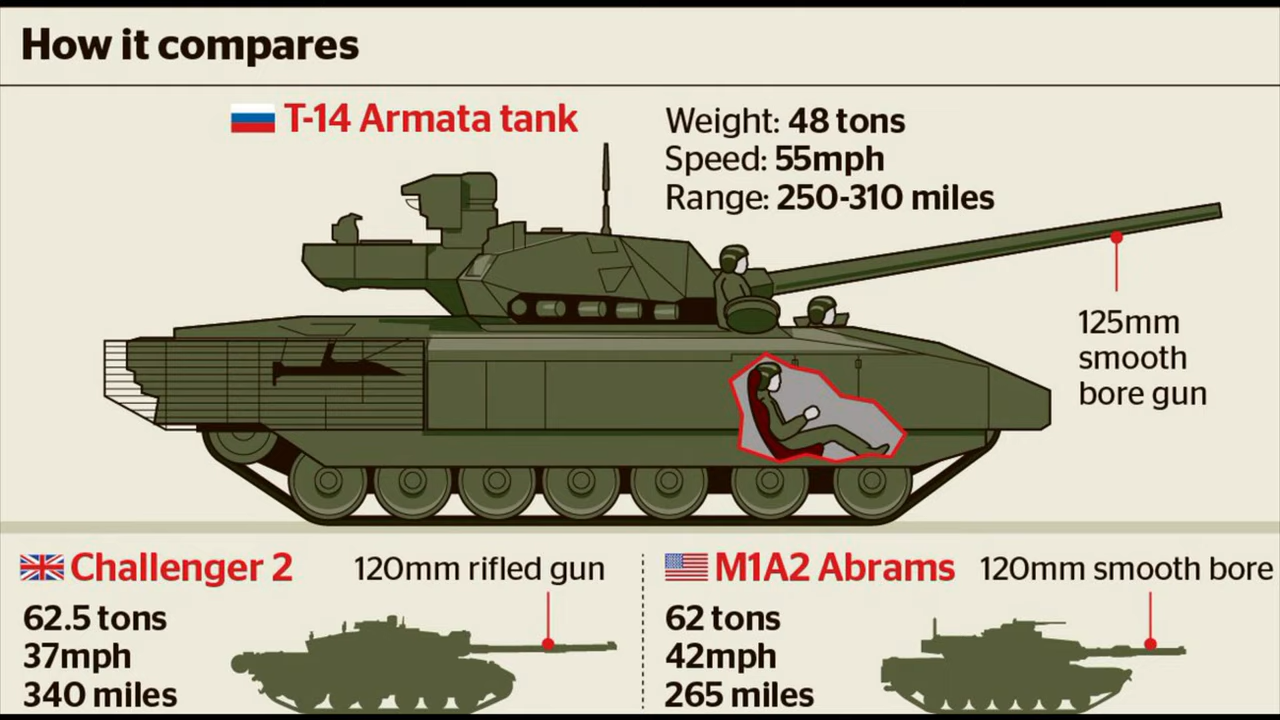 How it compares
T-14 Armata tank
Weight: 48 tons
Speed: 55mph
Range: 250-310 miles
125mm
smooth
bore gun
Challenger 2
120mm rifled gun
62.5 tons
37mph
340 miles
M1A2 Abrams
120mm smooth bore
62 tons
42mph
265 miles